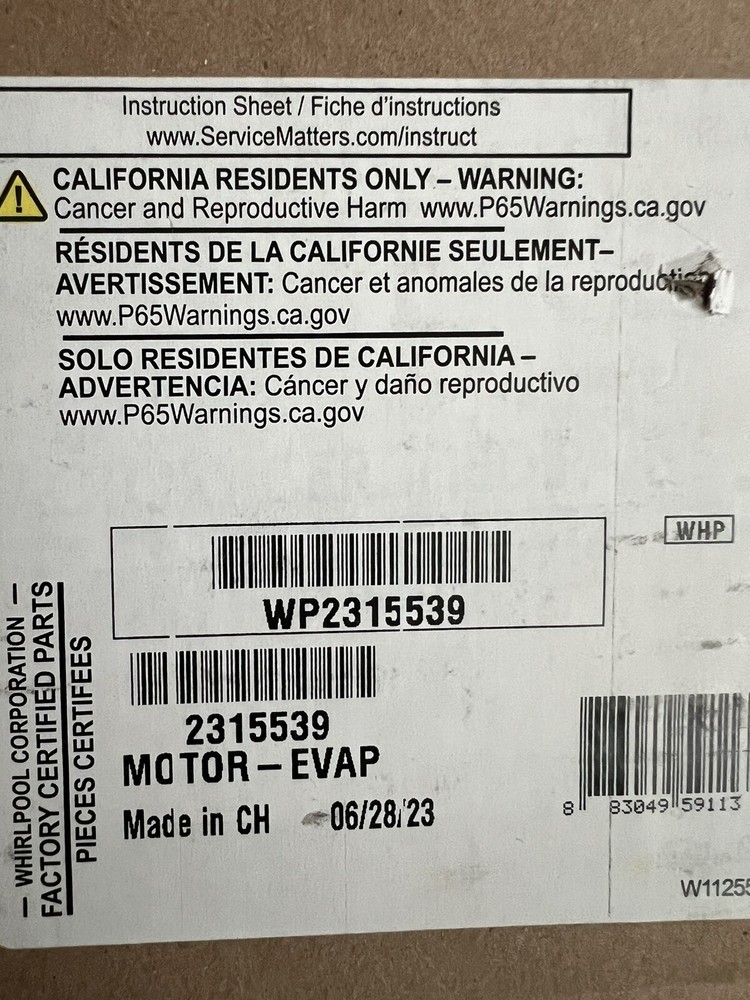 Instruction Sheet / Fiche d'instructions
www.ServiceMatters.com/instruct
CALIFORNIA RESIDENTS ONLY – WARNING:
Cancer and Reproductive Harm www.P65Warnings.ca.gov
RÉSIDENTS DE LA CALIFORNIE SEULEMENT–
AVERTISSEMENT: Cancer et anomales de la reproduction
www.P65Warnings.ca.gov
SOLO RESIDENTES DE CALIFORNIA –
ADVERTENCIA: Cáncer y daño reproductivo
www.P65Warnings.ca.gov
WHP
WP2315539
2315539
MOTOR – EVAP
Made in CH 06/28/23
8 83049 59113
W11255
— WHIRLPOOL CORPORATION —
FACTORY CERTIFIED PARTS
PIECES CERTIFEES